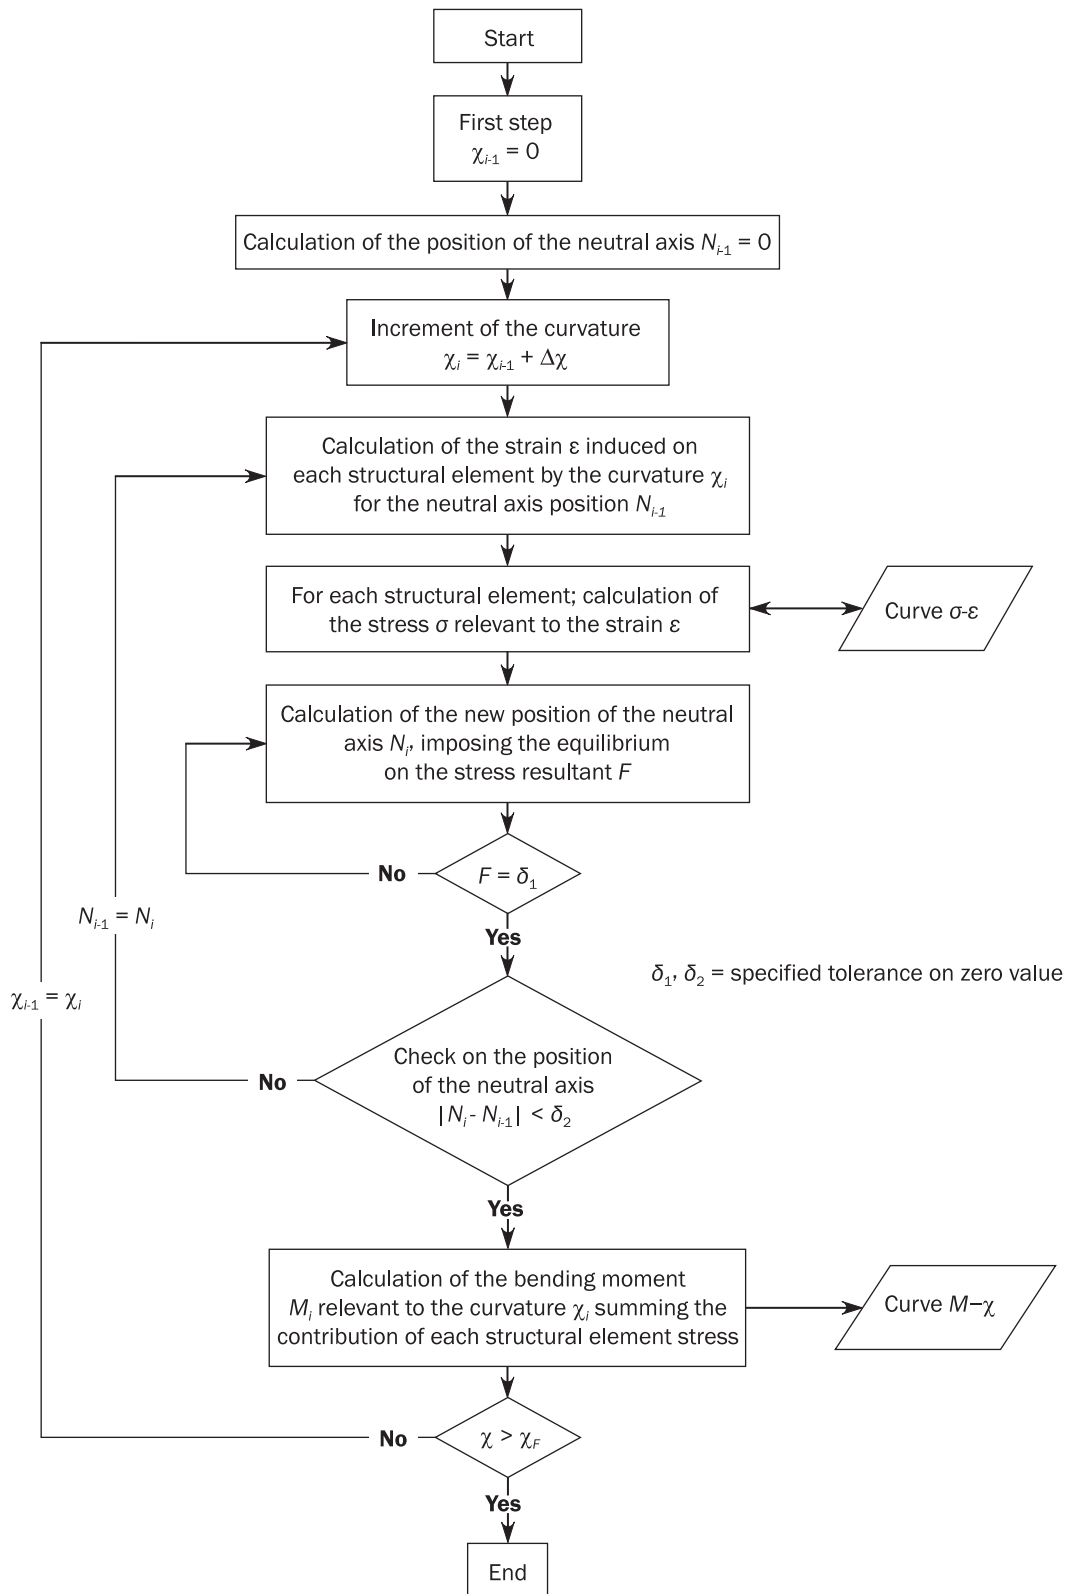 Start
First step
χᵢ₋₁ = 0
Calculation of the position of the neutral axis Nᵢ₋₁ = 0
Increment of the curvature
χᵢ = χᵢ₋₁ + Δχ
Calculation of the strain ε induced on
each structural element by the curvature χᵢ
for the neutral axis position Nᵢ₋₁
For each structural element; calculation of
the stress σ relevant to the strain ε
Curve σ-ε
Calculation of the new position of the neutral
axis Nᵢ, imposing the equilibrium
on the stress resultant F
No
F = δ₁
Nᵢ₋₁ = Nᵢ
Yes
δ₁, δ₂ = specified tolerance on zero value
χᵢ₋₁ = χᵢ
Check on the position
of the neutral axis
|Nᵢ - Nᵢ₋₁| < δ₂
No
Yes
Calculation of the bending moment
Mᵢ relevant to the curvature χᵢ summing the
contribution of each structural element stress
Curve M–χ
No
χ > χ_F
Yes
End